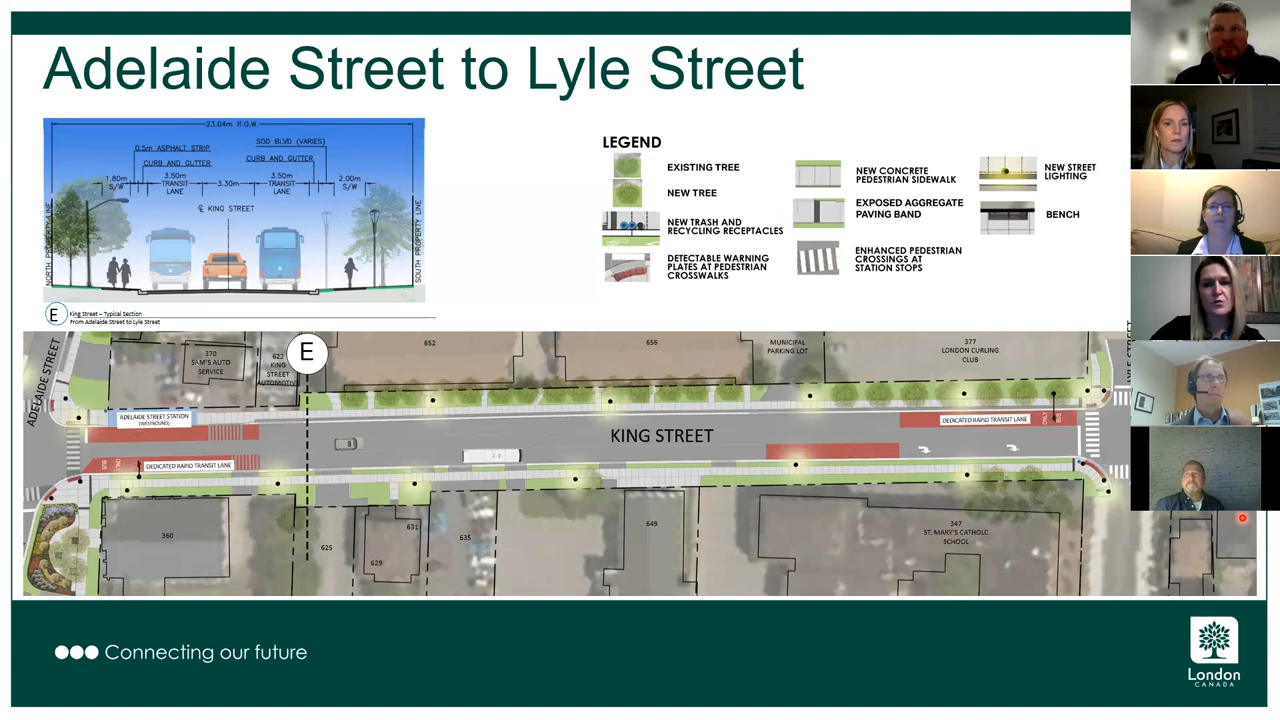 Adelaide Street to Lyle Street
23.04m R.O.W.
0.5m ASPHALT STRIP
SOD BLVD (VARIES)
CURB AND GUTTER
CURB AND GUTTER
1.80m
S/W
3.50m
TRANSIT
LANE
3.30m
3.50m
TRANSIT
LANE
2.00m
S/W
KING STREET
NORTH PROPERTY LINE
SOUTH PROPERTY LINE
E
King Street – Typical Section
From Adelaide Street to Lyle Street
LEGEND
EXISTING TREE
NEW TREE
NEW TRASH AND
RECYCLING RECEPTACLES
DETECTABLE WARNING
PLATES AT PEDESTRIAN
CROSSWALKS
NEW CONCRETE
PEDESTRIAN SIDEWALK
EXPOSED AGGREGATE
PAVING BAND
ENHANCED PEDESTRIAN
CROSSINGS AT
STATION STOPS
NEW STREET
LIGHTING
BENCH
ADELAIDE STREET
370
SAM'S AUTO
SERVICE
622
KING
STREET
AUTOMOTIVE
E
652
656
MUNICIPAL
PARKING LOT
377
LONDON CURLING
CLUB
ADELAIDE STREET STATION
(WESTBOUND)
DEDICATED RAPID TRANSIT LANE
ONLY
BUS
KING STREET
BUS
ONLY
DEDICATED RAPID TRANSIT LANE
360
625
629
631
635
649
347
ST. MARY'S CATHOLC
SCHOOL
Connecting our future
London
CANADA